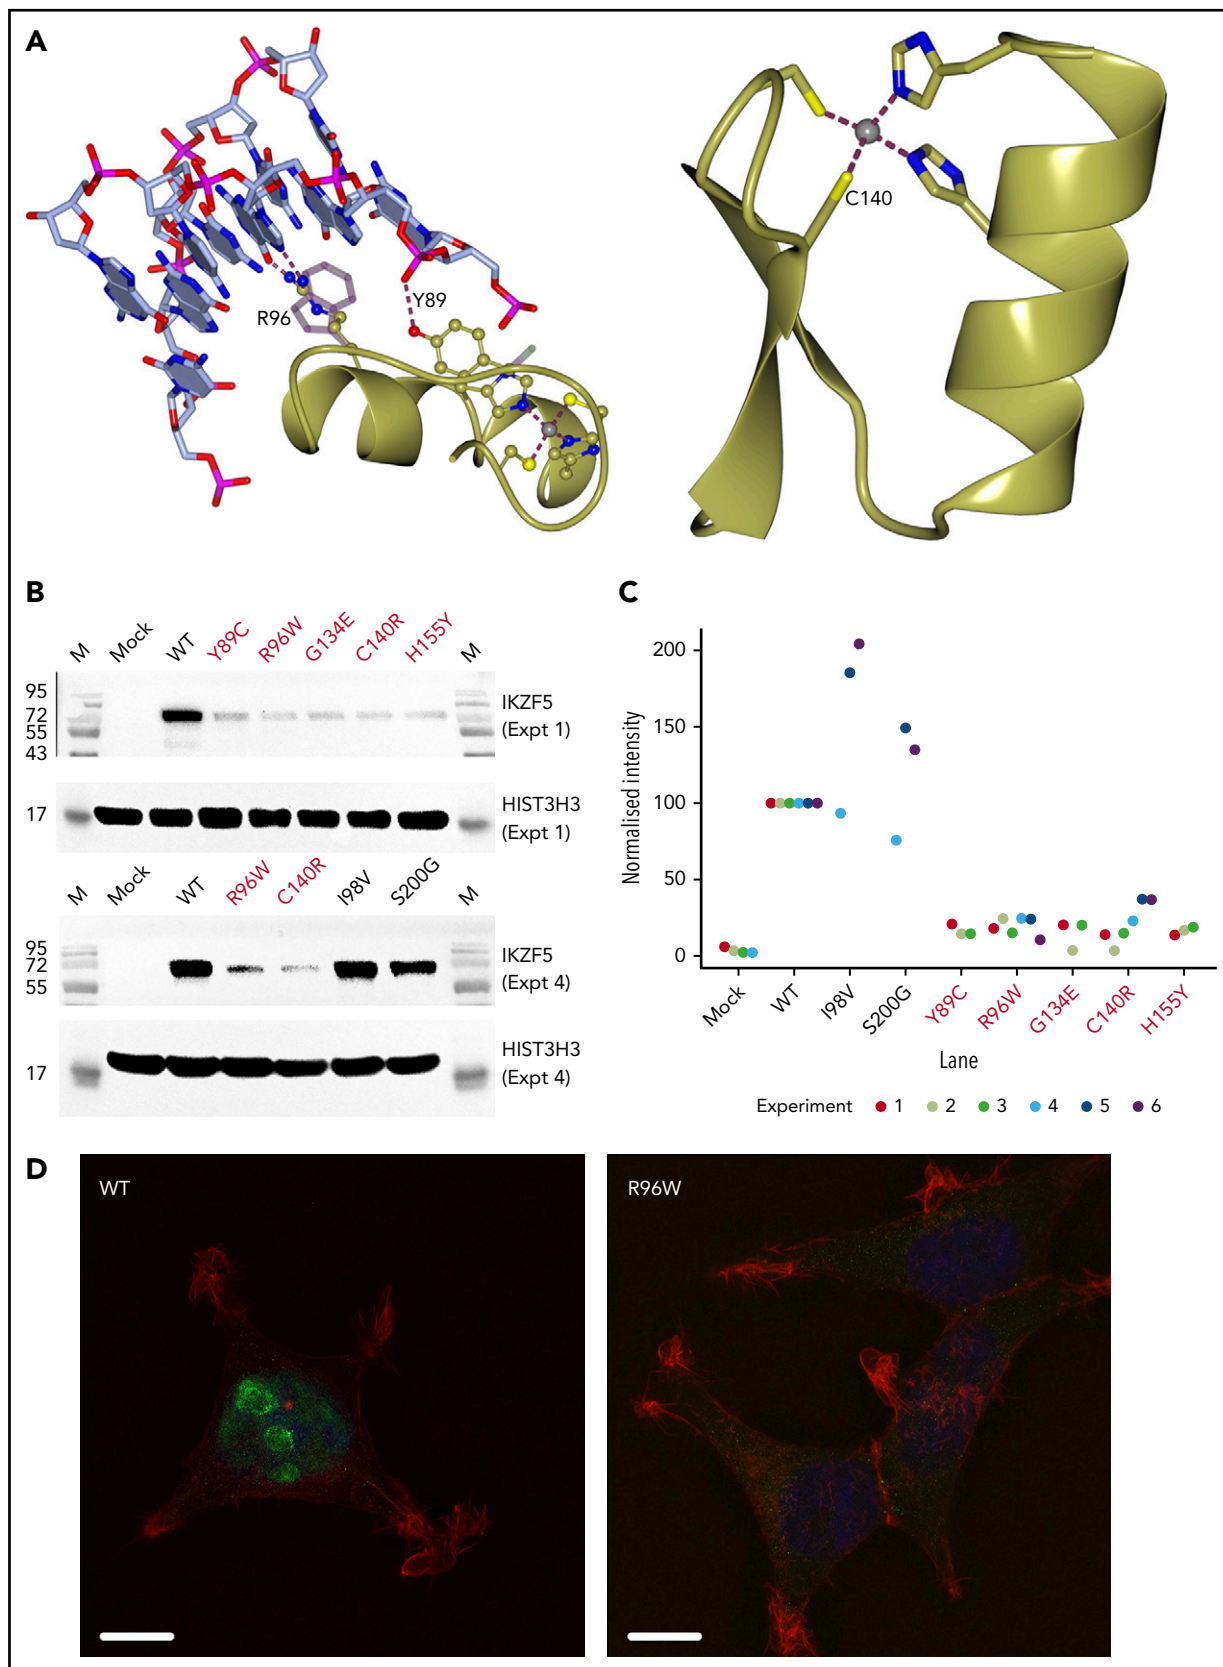 A
R96
Y89
C140
B
M Mock WT Y89C R96W G134E C140R H155Y M
95
72
55
43
IKZF5
(Expt 1)
17
HIST3H3
(Expt 1)
M Mock WT R96W C140R I98V S200G M
95
72
55
IKZF5
(Expt 4)
17
HIST3H3
(Expt 4)
C
Normalised intensity
200
150
100
50
0
Mock WT I98V S200G Y89C R96W G134E C140R H155Y
Lane
Experiment 1 2 3 4 5 6
D
WT
R96W